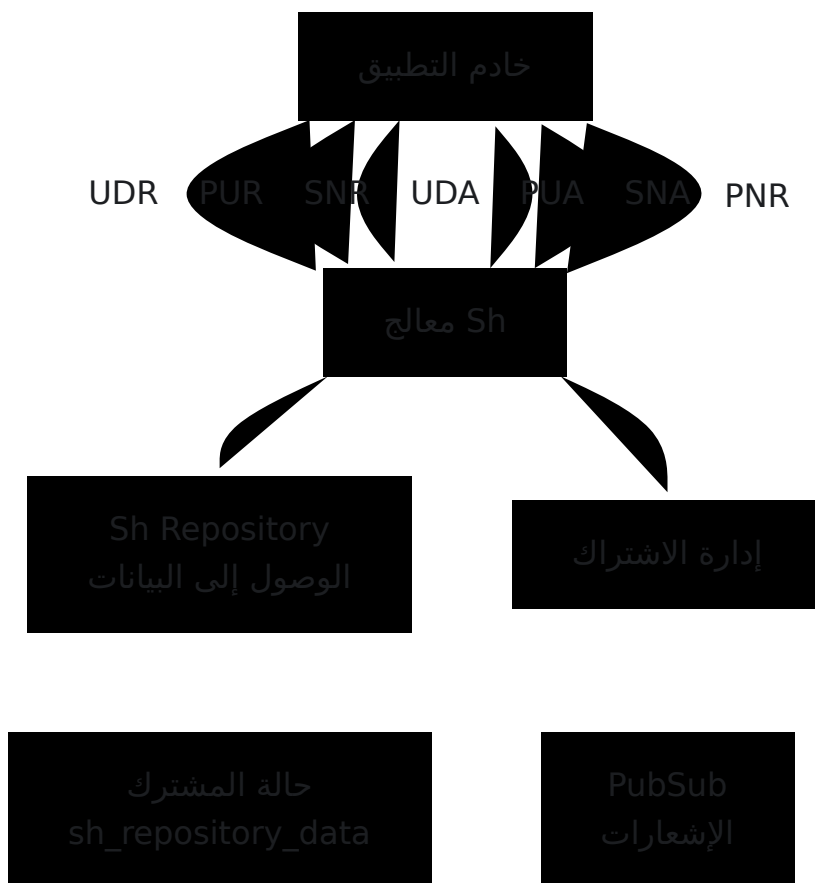 خادم التطبيق
UDR PUR SNR UDA PUA SNA PNR
معالج Sh
Sh Repository
الوصول إلى البيانات
إدارة الاشتراك
حالة المشترك
sh_repository_data
PubSub
الإشعارات